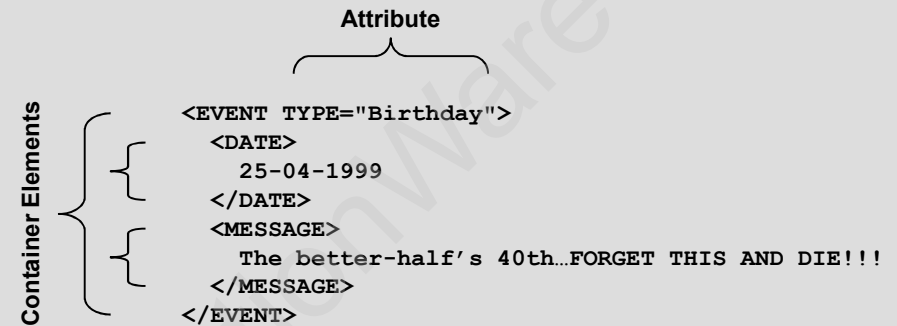 Attribute
Container Elements
<EVENT TYPE="Birthday">
<DATE>
25-04-1999
</DATE>
<MESSAGE>
The better-half’s 40th…FORGET THIS AND DIE!!!
</MESSAGE>
</EVENT>